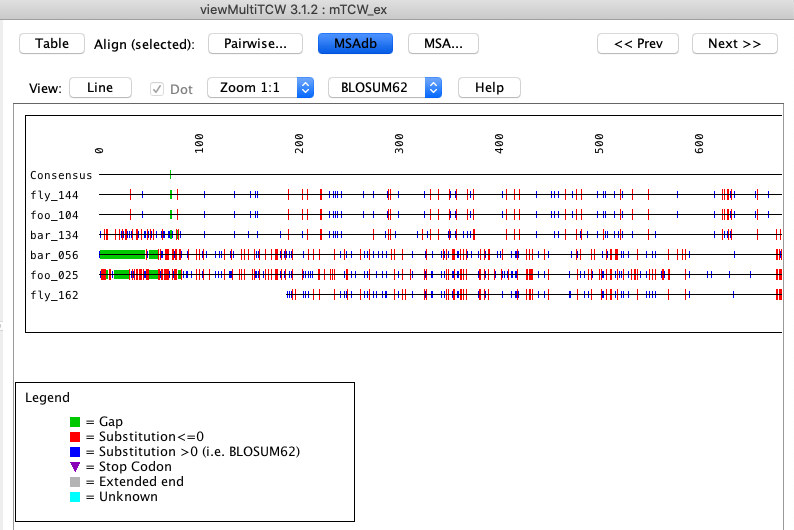 viewMultiTCW 3.1.2 : mTCW_ex
Table Align (selected): Pairwise... MSAdb MSA... << Prev Next >>
View: Line Dot Zoom 1:1 BLOSUM62 Help
0 100 200 300 400 500 600
Consensus
fly_144
foo_104
bar_134
bar_056
foo_025
fly_162
Legend
= Gap
= Substitution<=0
= Substitution >0 (i.e. BLOSUM62)
= Stop Codon
= Extended end
= Unknown